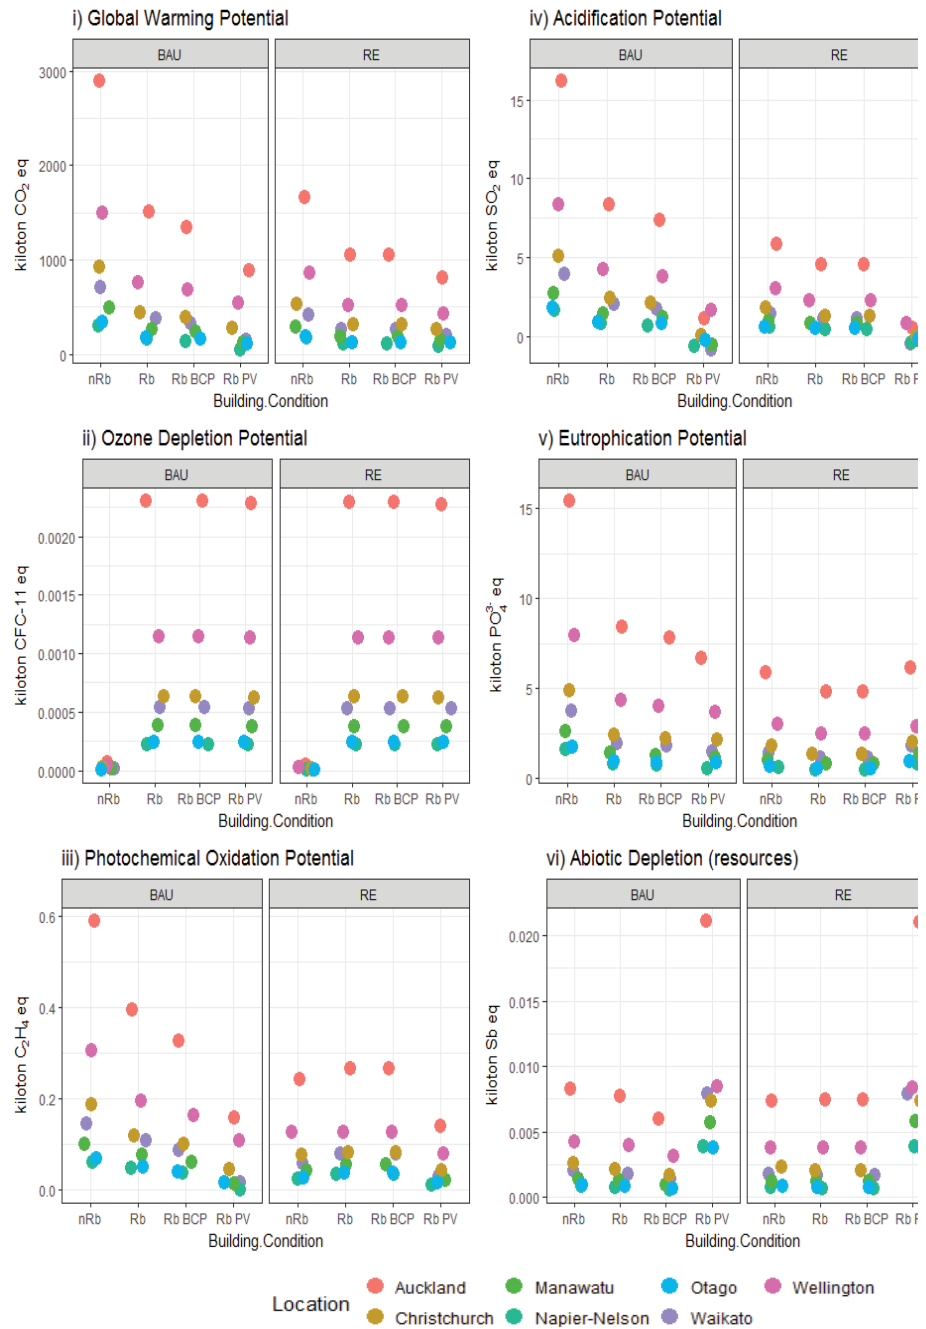 i) Global Warming Potential
BAU
RE
3000
2000
1000
0
kiloton CO₂ eq
nRb
Rb
Rb BCP
Rb PV
nRb
Rb
Rb BCP
Rb PV
Building.Condition
iv) Acidification Potential
BAU
RE
15
10
5
0
kiloton SO₂ eq
nRb
Rb
Rb BCP
Rb PV
nRb
Rb
Rb BCP
Rb F
Building.Condition
ii) Ozone Depletion Potential
BAU
RE
0.0020
0.0015
0.0010
0.0005
0.0000
kiloton CFC-11 eq
nRb
Rb
Rb BCP
Rb PV
nRb
Rb
Rb BCP
Rb PV
Building.Condition
v) Eutrophication Potential
BAU
RE
15
10
5
0
kiloton PO₄³⁻ eq
nRb
Rb
Rb BCP
Rb PV
nRb
Rb
Rb BCP
Rb F
Building.Condition
iii) Photochemical Oxidation Potential
BAU
RE
0.6
0.4
0.2
0.0
kiloton C₂H₄ eq
nRb
Rb
Rb BCP
Rb PV
nRb
Rb
Rb BCP
Rb PV
Building.Condition
vi) Abiotic Depletion (resources)
BAU
RE
0.020
0.015
0.010
0.005
0.000
kiloton Sb eq
nRb
Rb
Rb BCP
Rb PV
nRb
Rb
Rb BCP
Rb F
Building.Condition
Location
Auckland
Manawatu
Otago
Wellington
Christchurch
Napier-Nelson
Waikato